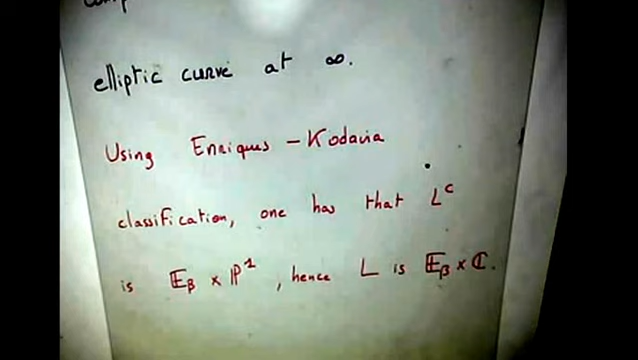 elliptic curve at ∞.
Using Enriques - Kodaira
classification, one has that L^c
is 𝔼_β × ℙ^1, hence L is 𝔼_β × ℂ.